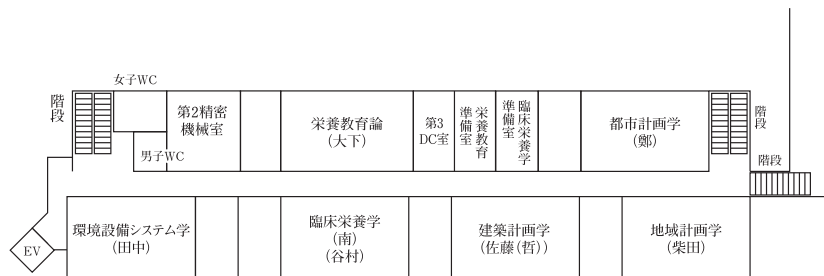 女子WC
階段
第2精密
機械室
男子WC
栄養教育論
(大下)
第3
DC室
栄養教育
準備室
臨床栄養学
準備室
都市計画学
(鄭)
階段
階段
EV
環境設備システム学
(田中)
臨床栄養学
(南)
(谷村)
建築計画学
(佐藤(哲))
地域計画学
(柴田)